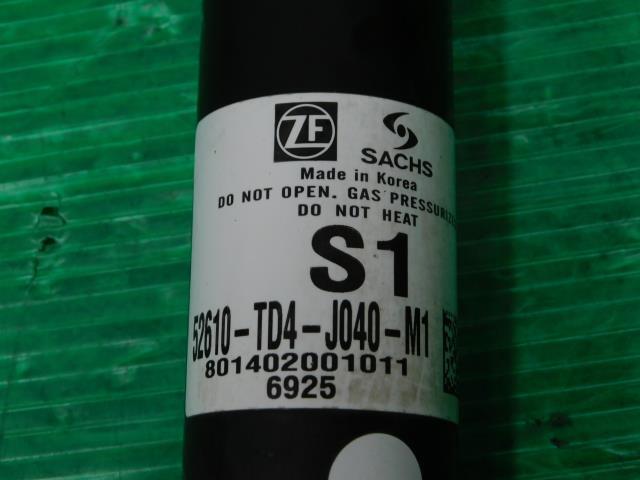 ZF
SACHS
Made in Korea
DO NOT OPEN. GAS PRESSURIZE
DO NOT HEAT
S1
52610-TD4-J040-M1
801402001011
6925